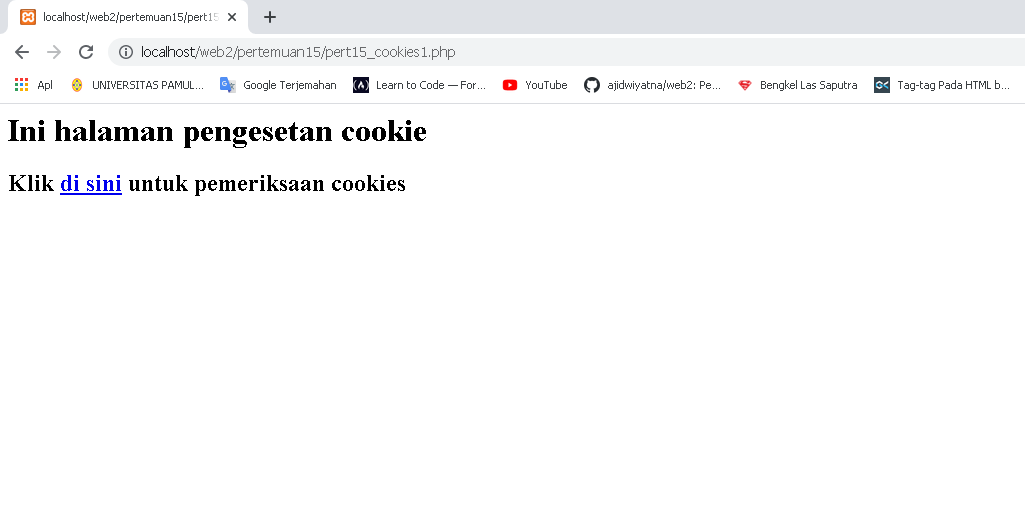 localhost/web2/pertemuan15/pert15
localhost/web2/pertemuan15/pert15_cookies1.php
Apl UNIVERSITAS PAMUL... Google Terjemahan Learn to Code — For... YouTube ajidwiyatna/web2: Pe... Bengkel Las Saputra Tag-tag Pada HTML b...
Ini halaman pengesetan cookie
Klik di sini untuk pemeriksaan cookies